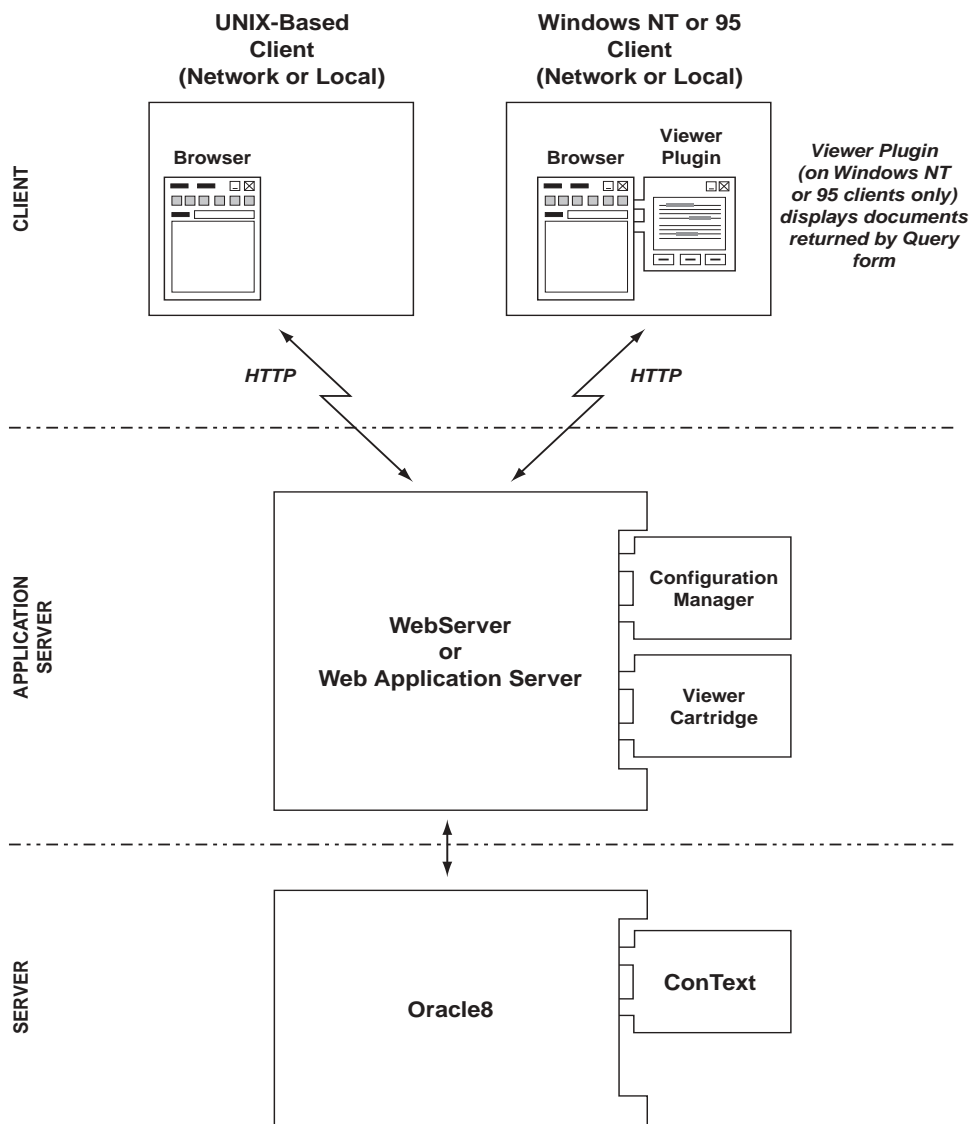 UNIX-Based
Client
(Network or Local)
Windows NT or 95
Client
(Network or Local)
CLIENT
Browser
Browser
Viewer
Plugin
Viewer Plugin
(on Windows NT
or 95 clients only)
displays documents
returned by Query
form
HTTP
HTTP
APPLICATION
SERVER
WebServer
or
Web Application Server
Configuration
Manager
Viewer
Cartridge
SERVER
Oracle8
ConText